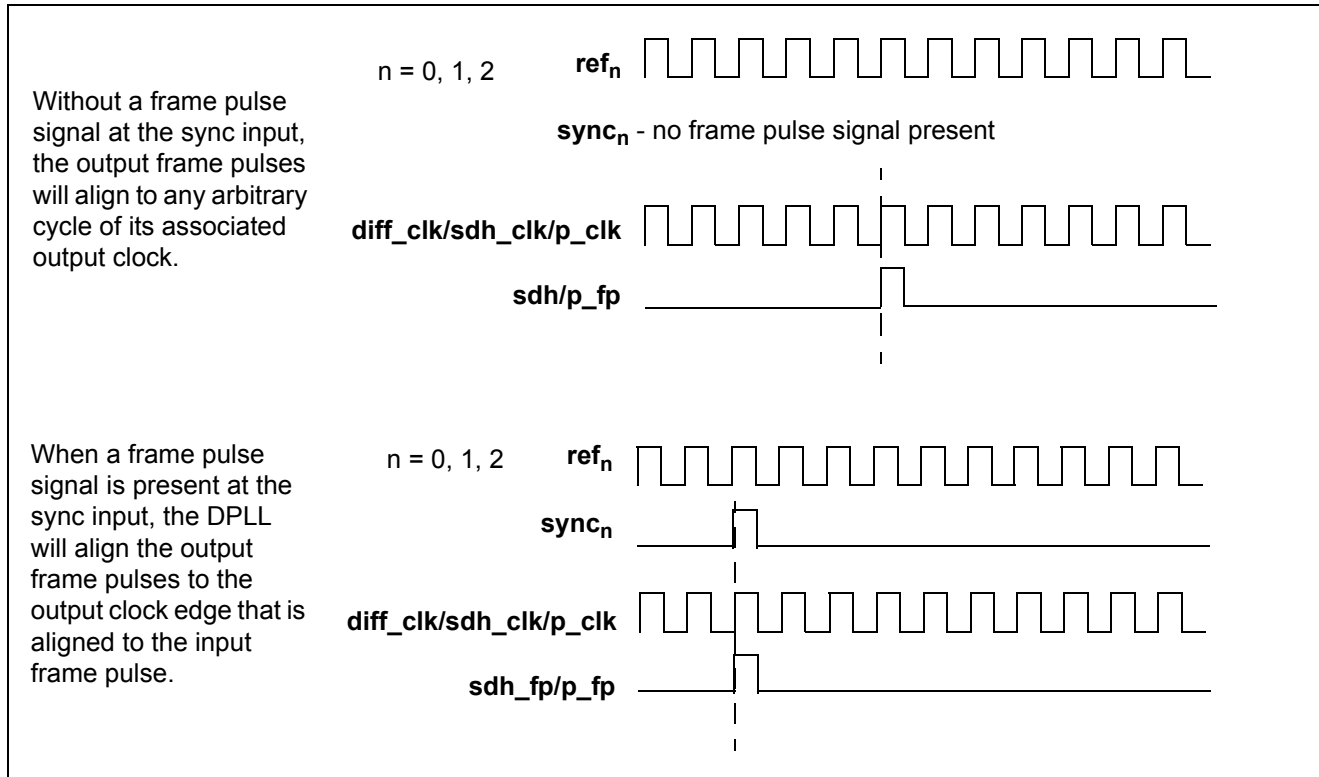 Without a frame pulse
signal at the sync input,
the output frame pulses
will align to any arbitrary
cycle of its associated
output clock.
n = 0, 1, 2
refn
syncn - no frame pulse signal present
diff_clk/sdh_clk/p_clk
sdh/p_fp
When a frame pulse
signal is present at the
sync input, the DPLL
will align the output
frame pulses to the
output clock edge that is
aligned to the input
frame pulse.
n = 0, 1, 2
refn
syncn
diff_clk/sdh_clk/p_clk
sdh_fp/p_fp